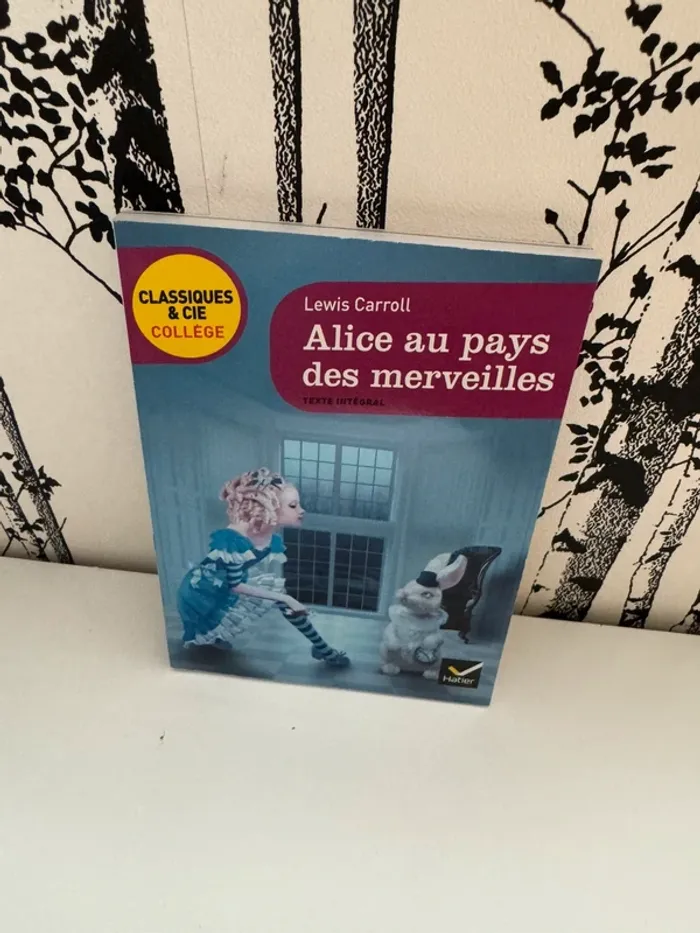 CLASSIQUES
& CIE
COLLÈGE
Lewis Carroll
Alice au pays
des merveilles
TEXTE INTÉGRAL
Hatier